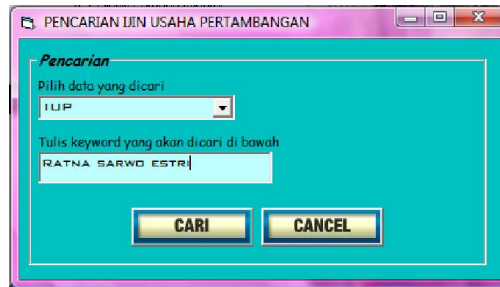 PENCARIAN IJIN USAHA PERTAMBANGAN
Pencarian
Pilih data yang dicari
IUP
Tulis keyword yang akan dicari di bawah
RATNA SARWO ESTRI
CARI CANCEL